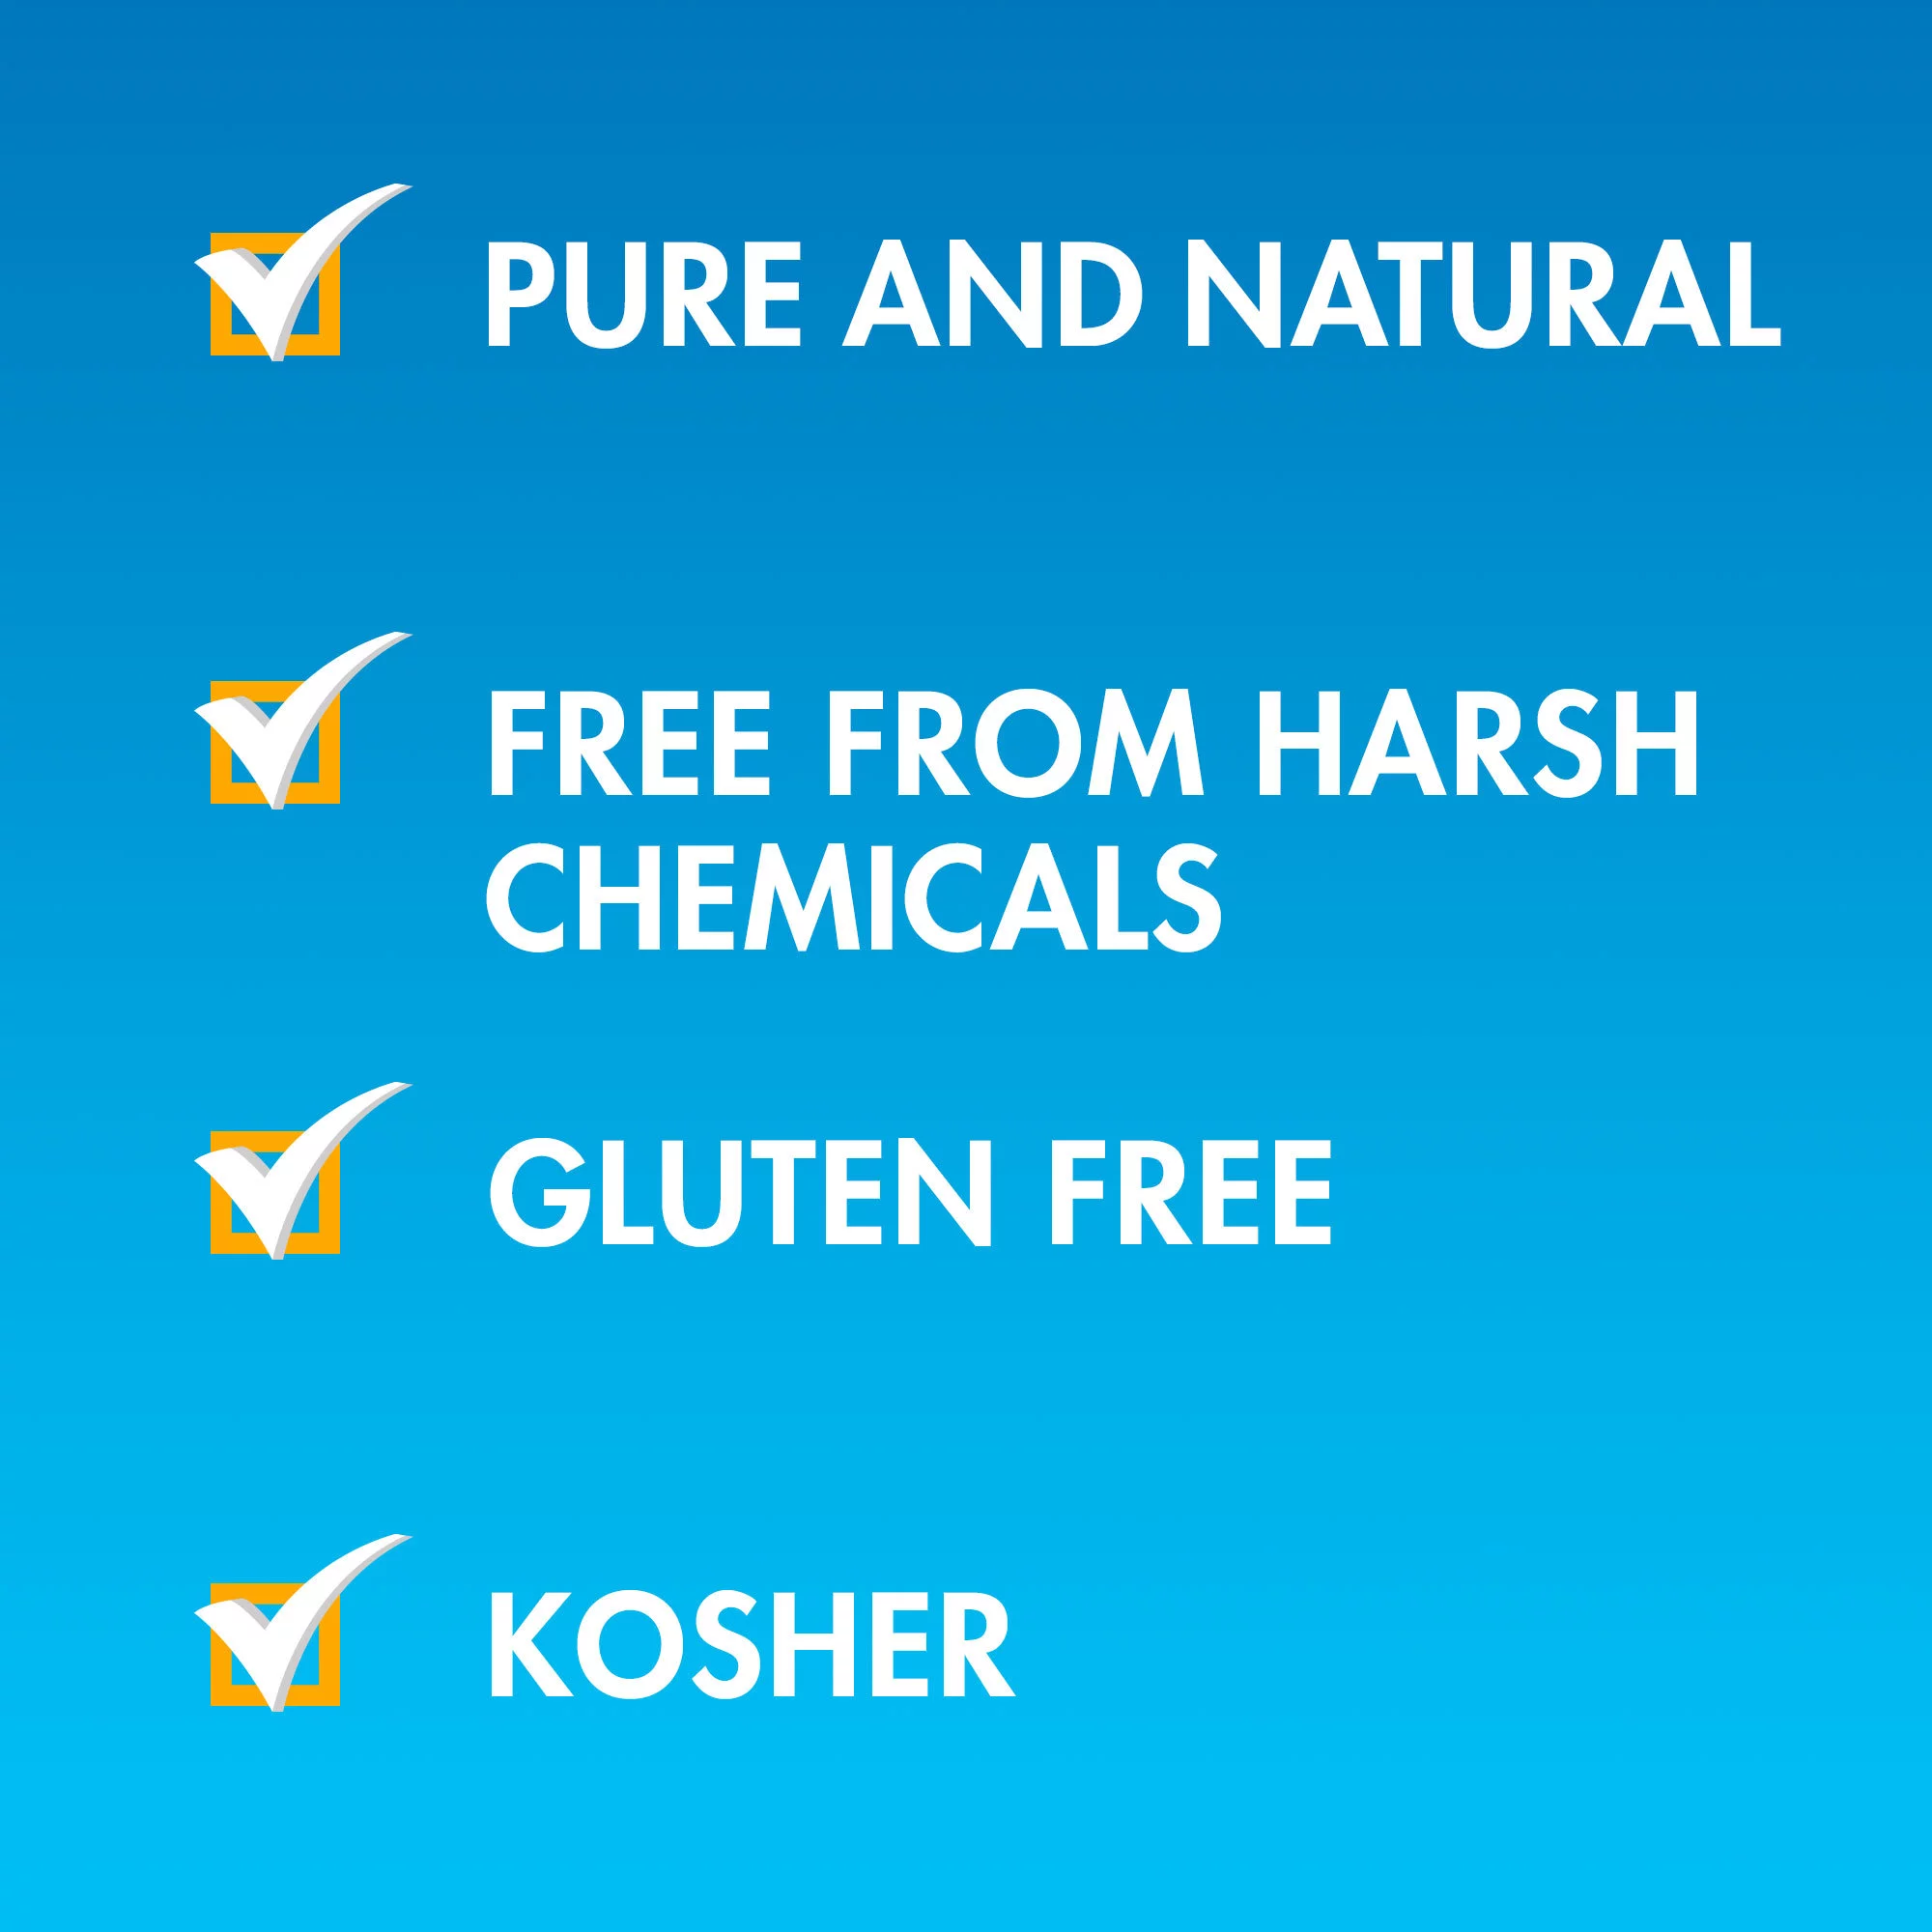 PURE AND NATURAL
FREE FROM HARSH
CHEMICALS
GLUTEN FREE
KOSHER